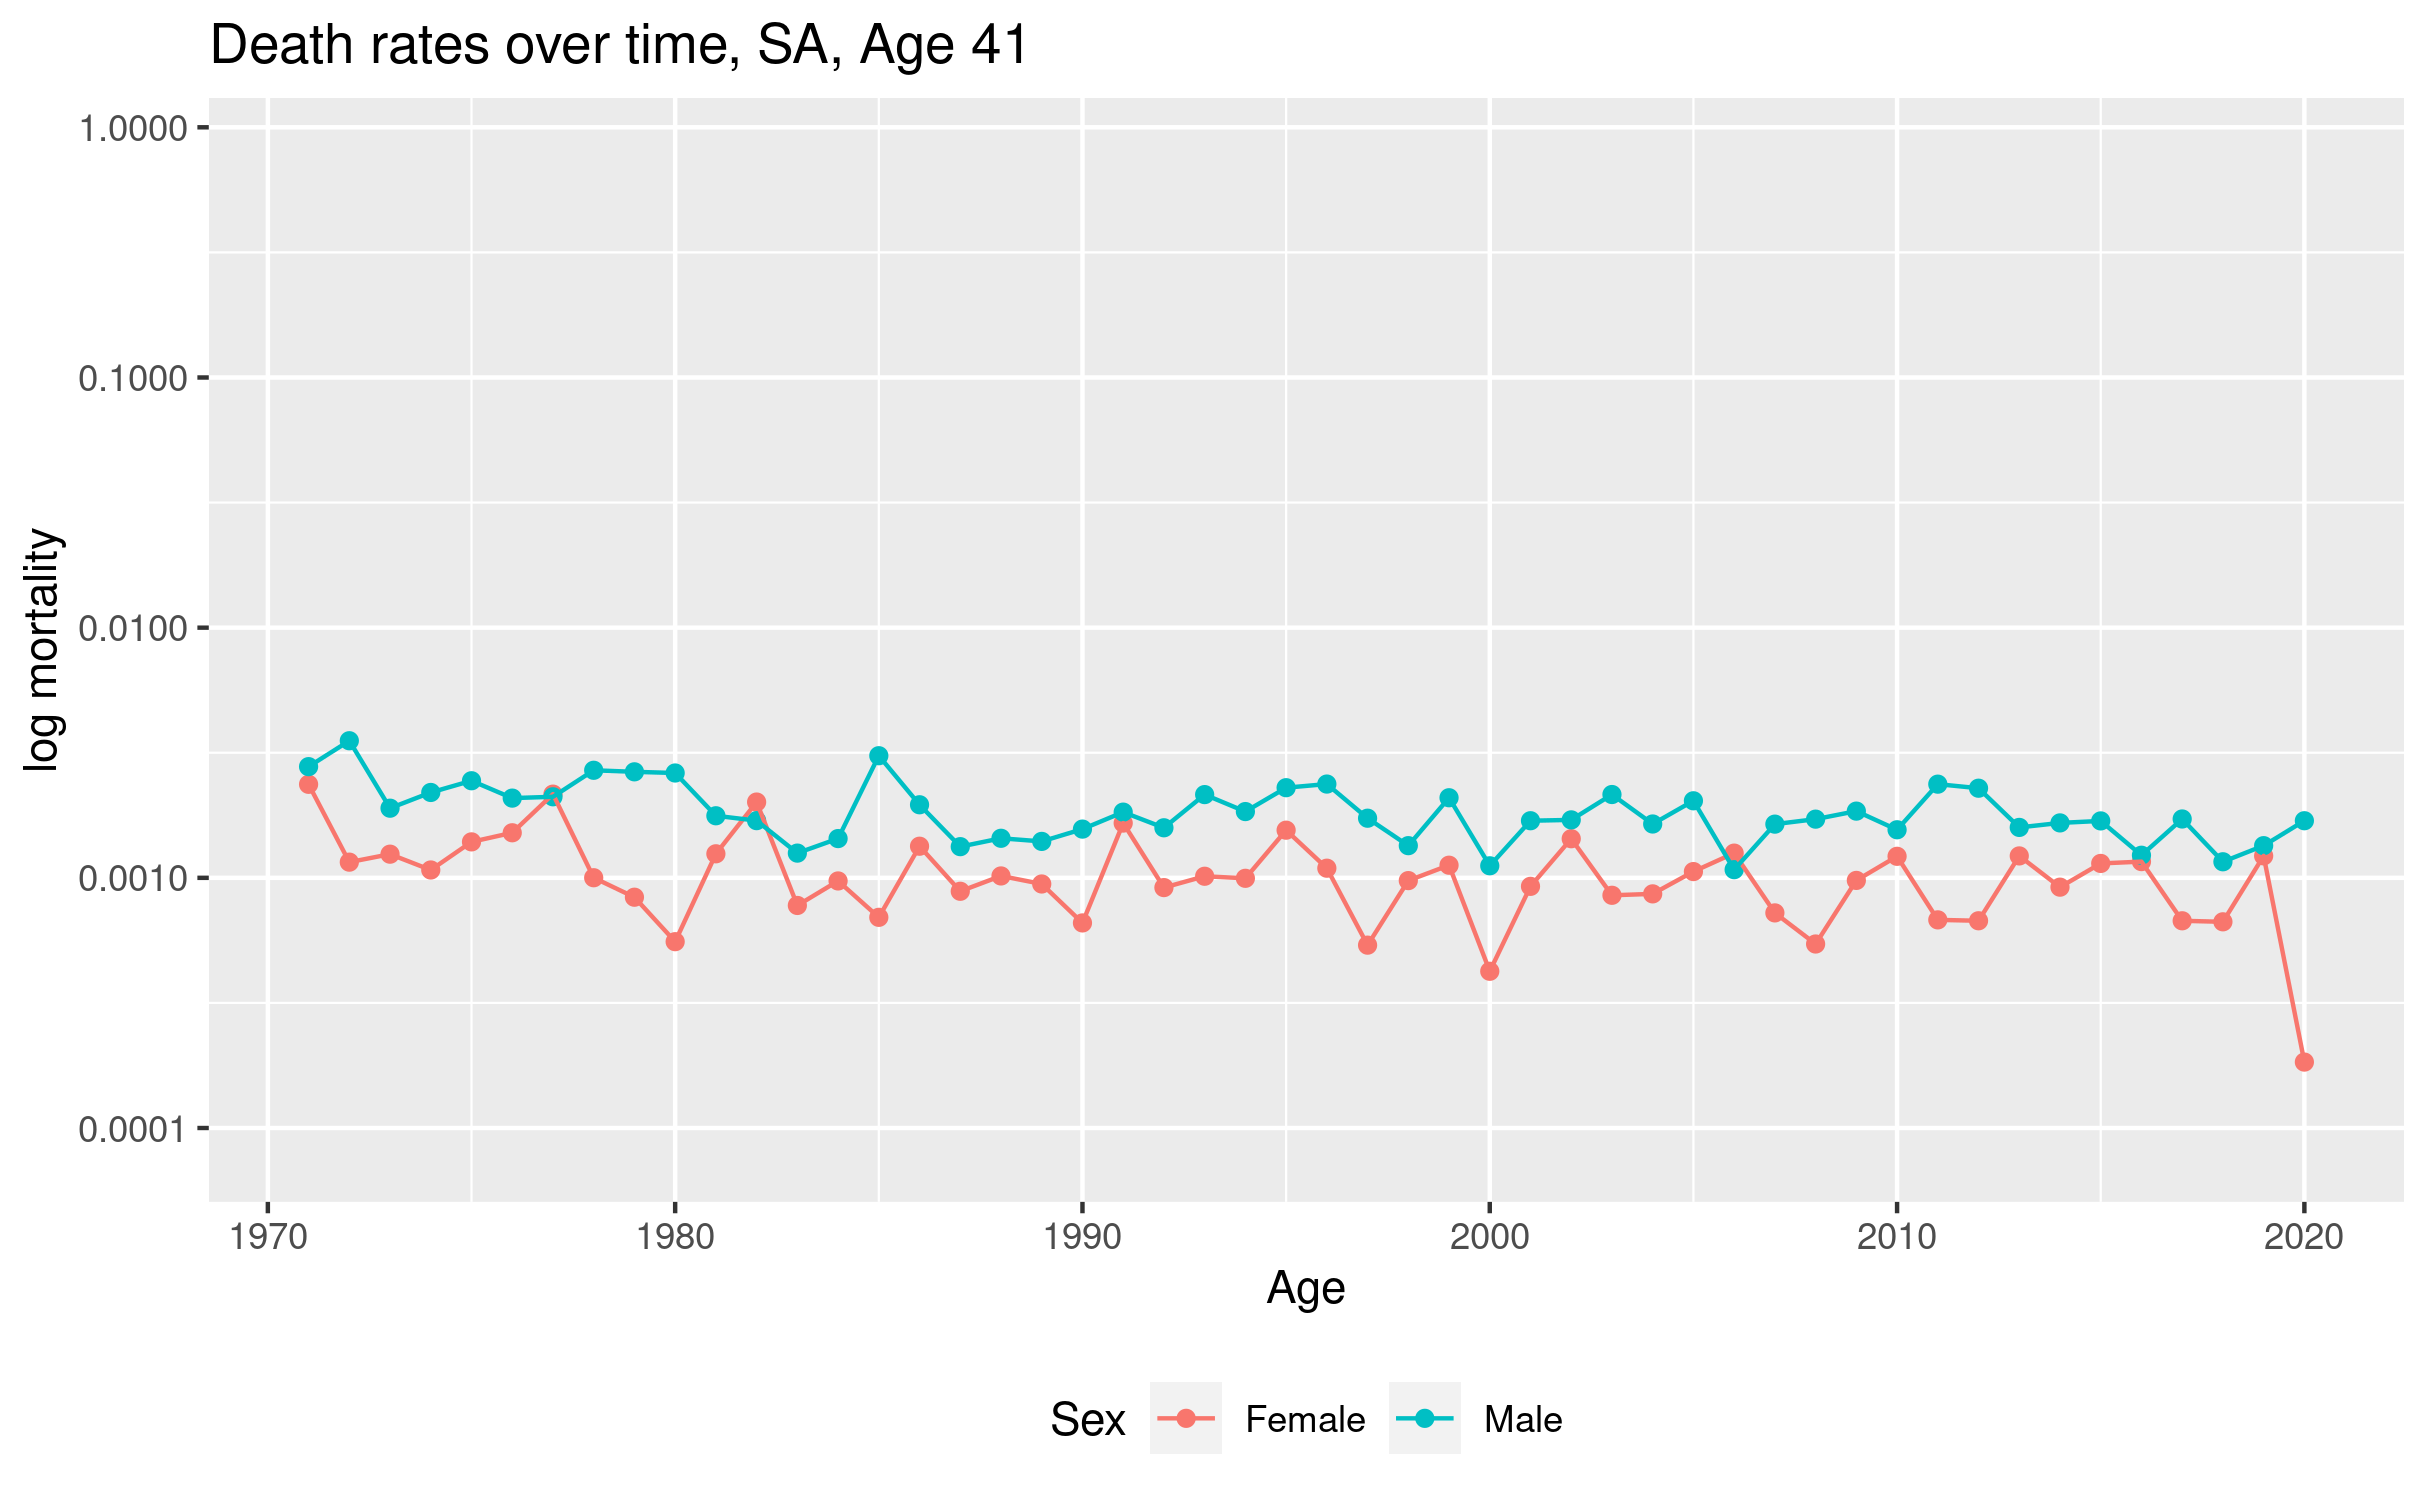 Death rates over time, SA, Age 41
log mortality
1.0000
0.1000
0.0100
0.0010
0.0001
1970 1980 1990 2000 2010 2020
Age
Sex Female Male